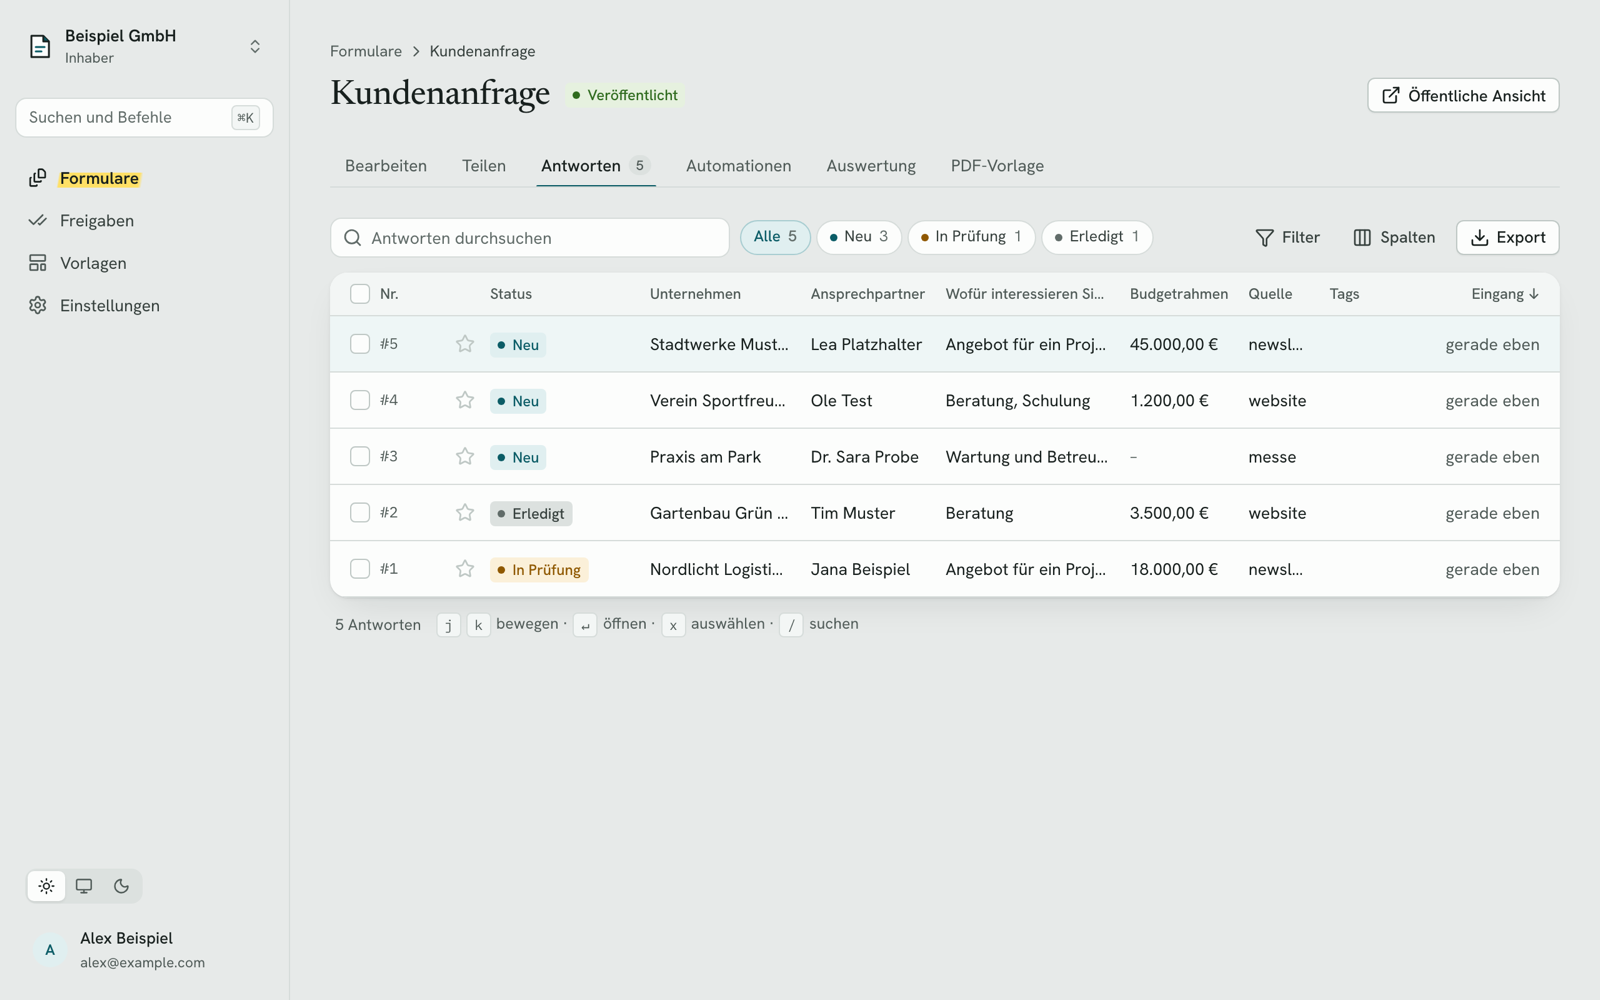 Beispiel GmbH
Inhaber
Suchen und Befehle ⌘K
Formulare
Freigaben
Vorlagen
Einstellungen
Alex Beispiel
A
alex@example.com
Formulare > Kundenanfrage
Kundenanfrage Veröffentlicht
Öffentliche Ansicht
Bearbeiten Teilen Antworten 5 Automationen Auswertung PDF-Vorlage
Antworten durchsuchen Alle 5 Neu 3 In Prüfung 1 Erledigt 1 Filter Spalten Export
Nr. Status Unternehmen Ansprechpartner Wofür interessieren Si... Budgetrahmen Quelle Tags Eingang ↓
#5 Neu Stadtwerke Must... Lea Platzhalter Angebot für ein Proj... 45.000,00 € newsl... gerade eben
#4 Neu Verein Sportfreu... Ole Test Beratung, Schulung 1.200,00 € website gerade eben
#3 Neu Praxis am Park Dr. Sara Probe Wartung und Betreu... – messe gerade eben
#2 Erledigt Gartenbau Grün ... Tim Muster Beratung 3.500,00 € website gerade eben
#1 In Prüfung Nordlicht Logisti... Jana Beispiel Angebot für ein Proj... 18.000,00 € newsl... gerade eben
5 Antworten j k bewegen · ↵ öffnen · x auswählen · / suchen